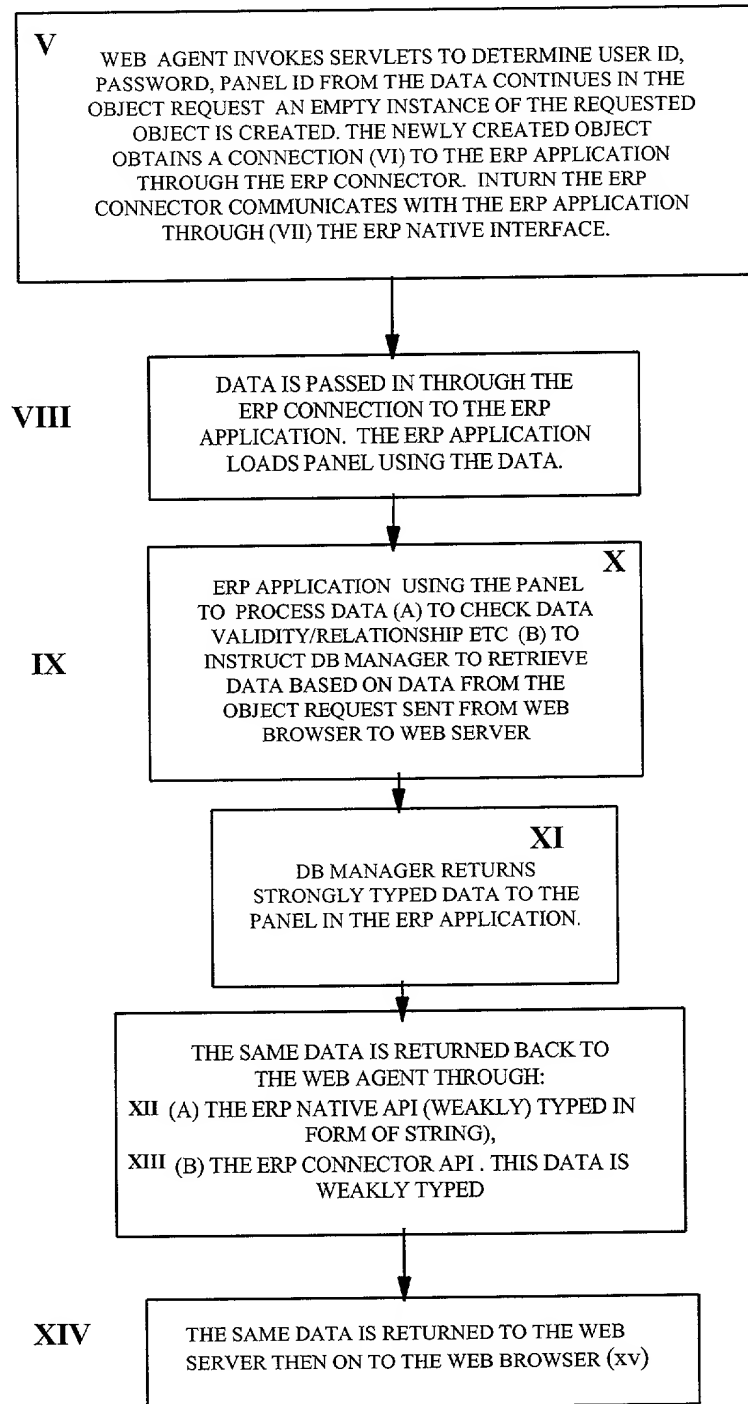 V
WEB AGENT INVOKES SERVLETS TO DETERMINE USER ID,
PASSWORD, PANEL ID FROM THE DATA CONTINUES IN THE
OBJECT REQUEST AN EMPTY INSTANCE OF THE REQUESTED
OBJECT IS CREATED. THE NEWLY CREATED OBJECT
OBTAINS A CONNECTION (VI) TO THE ERP APPLICATION
THROUGH THE ERP CONNECTOR. INTURN THE ERP
CONNECTOR COMMUNICATES WITH THE ERP APPLICATION
THROUGH (VII) THE ERP NATIVE INTERFACE.
VIII
DATA IS PASSED IN THROUGH THE
ERP CONNECTION TO THE ERP
APPLICATION. THE ERP APPLICATION
LOADS PANEL USING THE DATA.
IX
X
ERP APPLICATION USING THE PANEL
TO PROCESS DATA (A) TO CHECK DATA
VALIDITY/RELATIONSHIP ETC (B) TO
INSTRUCT DB MANAGER TO RETRIEVE
DATA BASED ON DATA FROM THE
OBJECT REQUEST SENT FROM WEB
BROWSER TO WEB SERVER
XI
DB MANAGER RETURNS
STRONGLY TYPED DATA TO THE
PANEL IN THE ERP APPLICATION.
THE SAME DATA IS RETURNED BACK TO
THE WEB AGENT THROUGH:
XII (A) THE ERP NATIVE API (WEAKLY) TYPED IN
FORM OF STRING),
XIII (B) THE ERP CONNECTOR API . THIS DATA IS
WEAKLY TYPED
XIV
THE SAME DATA IS RETURNED TO THE WEB
SERVER THEN ON TO THE WEB BROWSER (xv)